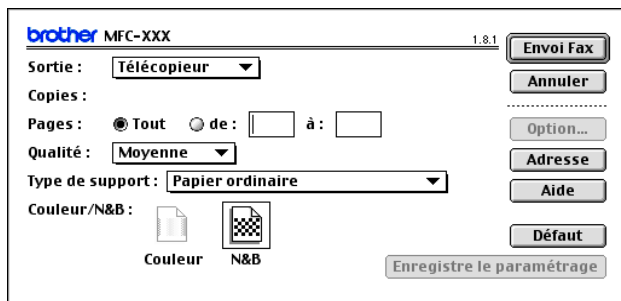 brother MFC-XXX 1.8.1
Envoi Fax
Sortie : Télécopieur
Annuler
Copies :
Pages : Tout de : à :
Option...
Qualité : Moyenne
Adresse
Type de support : Papier ordinaire
Aide
Couleur/N&B :
Défaut
Couleur N&B
Enregistre le paramétrage